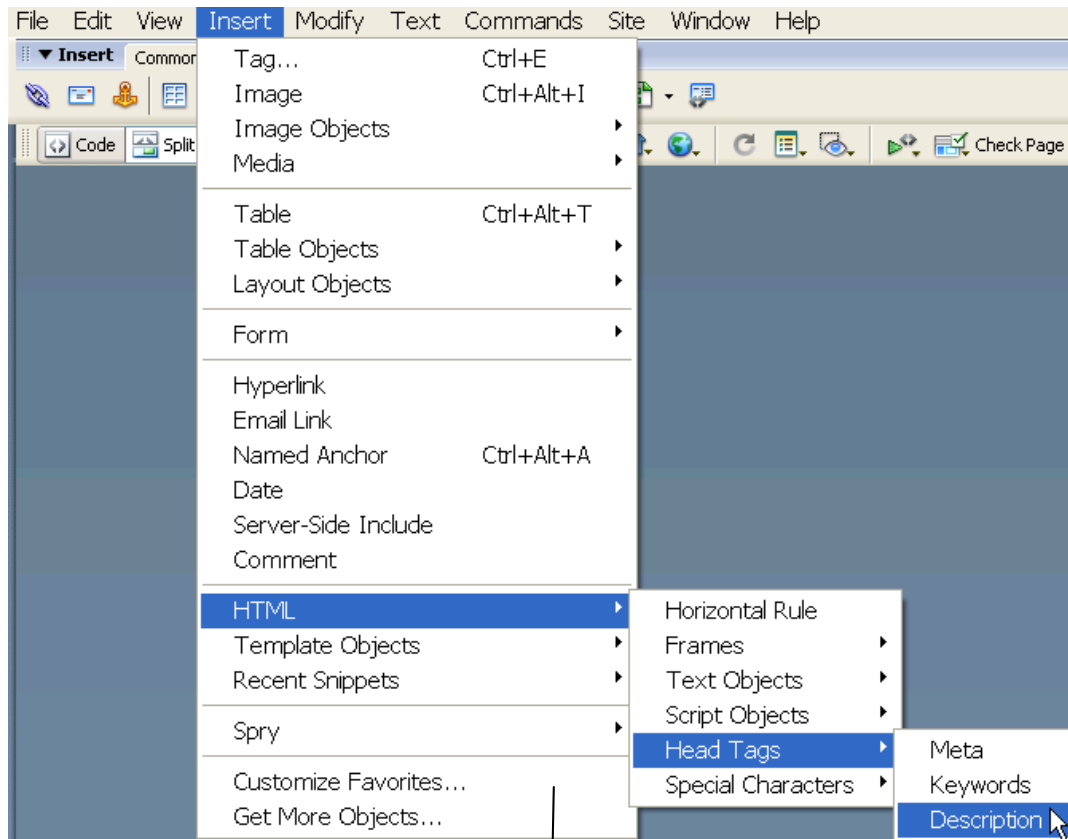 File Edit View Insert Modify Text Commands Site Window Help
Insert Common
Code Split Check Page
Tag... Ctrl+E
Image Ctrl+Alt+I
Image Objects
Media
Table Ctrl+Alt+T
Table Objects
Layout Objects
Form
Hyperlink
Email Link
Named Anchor Ctrl+Alt+A
Date
Server-Side Include
Comment
HTML
Template Objects
Recent Snippets
Spry
Customize Favorites...
Get More Objects...
Horizontal Rule
Frames
Text Objects
Script Objects
Head Tags
Special Characters
Meta
Keywords
Description